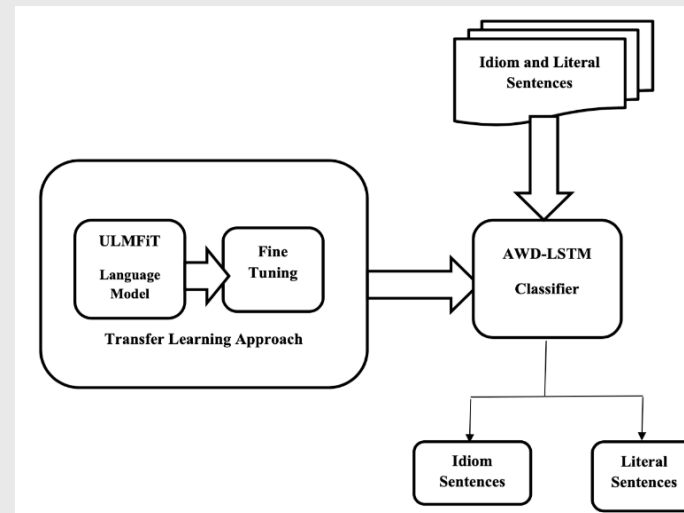 Idiom and Literal
Sentences
ULMFiT
Language
Model
Fine
Tuning
Transfer Learning Approach
AWD-LSTM
Classifier
Idiom
Sentences
Literal
Sentences